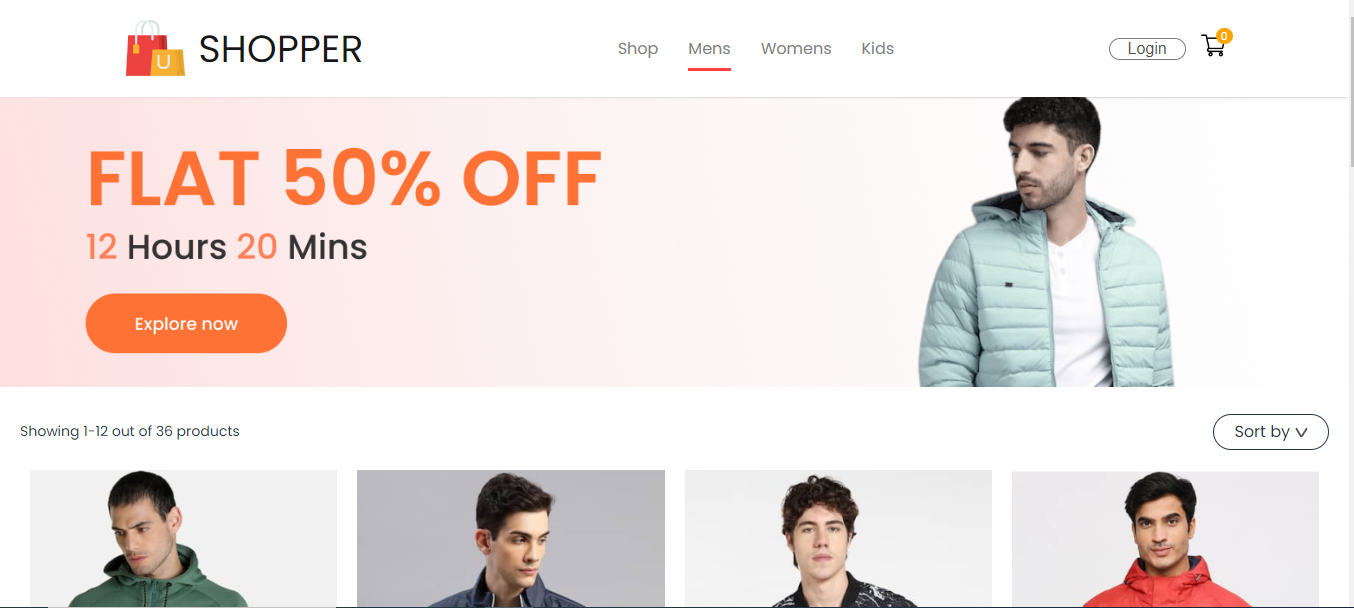 U
SHOPPER
Shop Mens Womens Kids
Login
0
FLAT 50% OFF
12 Hours 20 Mins
Explore now
Showing 1-12 out of 36 products
Sort by